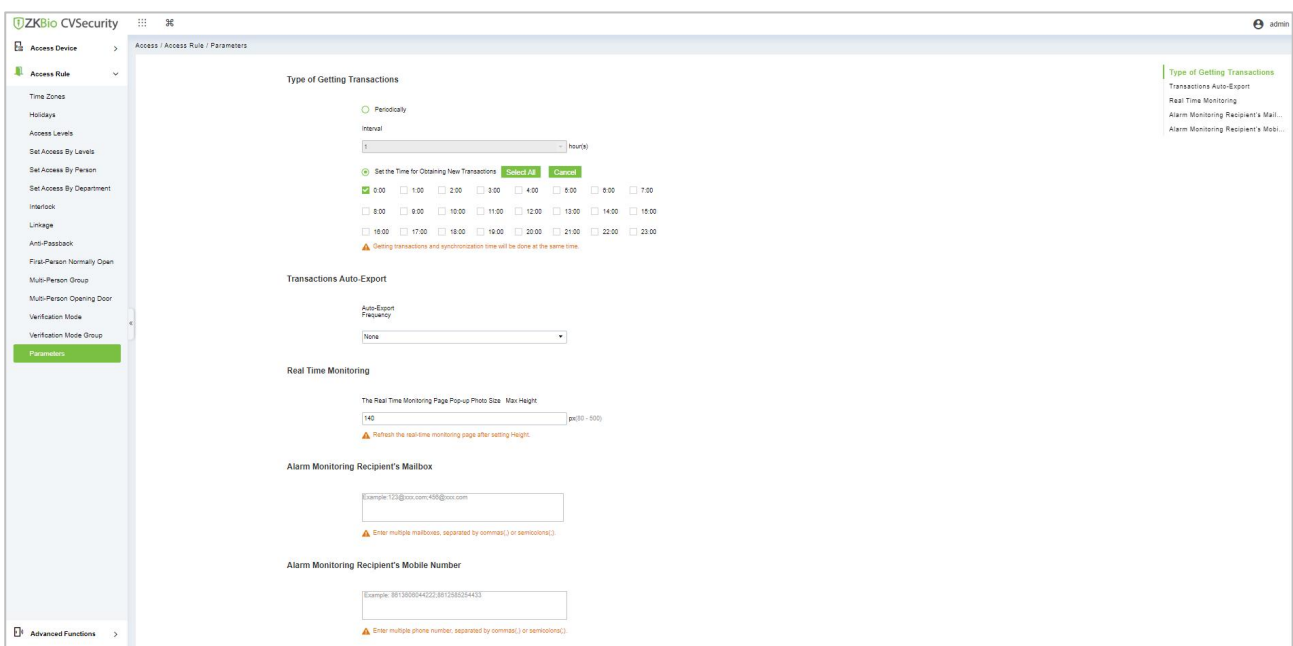 ZKBio CVSecurity
admin
Access Device
Access / Access Rule / Parameters
Access Rule
Time Zones
Holidays
Access Levels
Set Access By Levels
Set Access By Person
Set Access By Department
Interlock
Linkage
Anti-Passback
First-Person Normally Open
Multi-Person Group
Multi-Person Opening Door
Verification Mode
Verification Mode Group
Parameters
Advanced Functions
Type of Getting Transactions
Periodically
Interval
1 hour(s)
Set the Time for Obtaining New Transactions Select All Cancel
0:00 1:00 2:00 3:00 4:00 5:00 6:00 7:00
8:00 9:00 10:00 11:00 12:00 13:00 14:00 15:00
16:00 17:00 18:00 19:00 20:00 21:00 22:00 23:00
Getting transactions and synchronization time will be done at the same time.
Transactions Auto-Export
Auto-Export
Frequency
None
Real Time Monitoring
The Real Time Monitoring Page Pop-up Photo Size Max Height
140 px(60 - 500)
Refresh the real-time monitoring page after setting Height.
Alarm Monitoring Recipient's Mailbox
Example:123@xxx.com;456@xxx.com
Enter multiple mailboxes, separated by commas(,) or semicolons(;).
Alarm Monitoring Recipient's Mobile Number
Enter multiple phone number, separated by commas(,) or semicolons(;).
Type of Getting Transactions
Transactions Auto-Export
Real Time Monitoring
Alarm Monitoring Recipient's Mail...
Alarm Monitoring Recipient's Mobi...